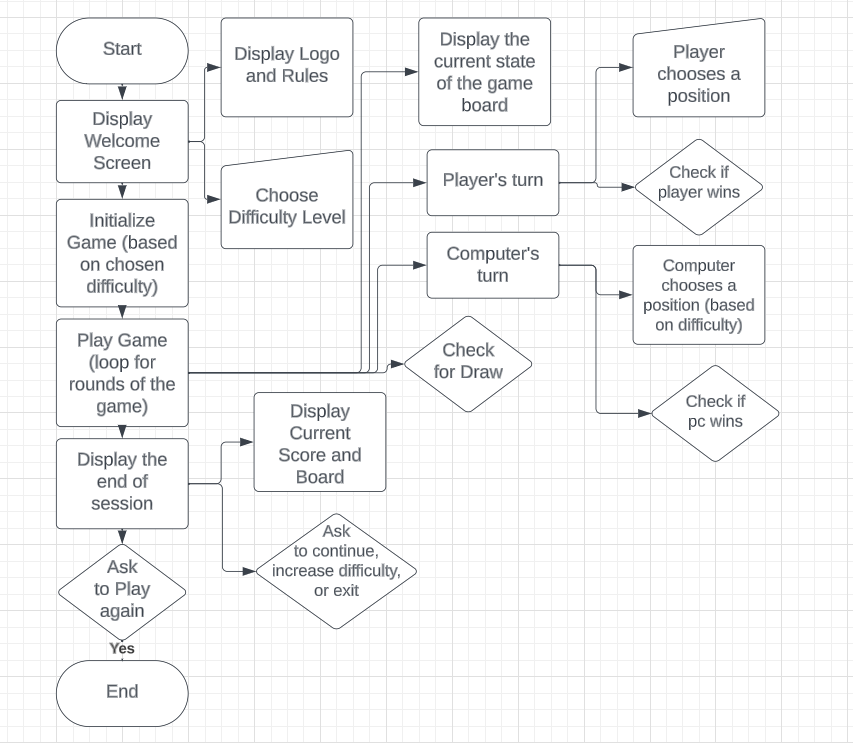 Start
Display
Welcome
Screen
Initialize
Game (based
on chosen
difficulty)
Play Game
(loop for
rounds of the
game)
Display the
end of
session
Ask
to Play
again
Yes
End
Display Logo
and Rules
Choose
Difficulty Level
Display the
current state
of the game
board
Player's turn
Computer's
turn
Check
for Draw
Display
Current
Score and
Board
Ask
to continue,
increase difficulty,
or exit
Player
chooses a
position
Check if
player wins
Computer
chooses a
position (based
on difficulty)
Check if
pc wins